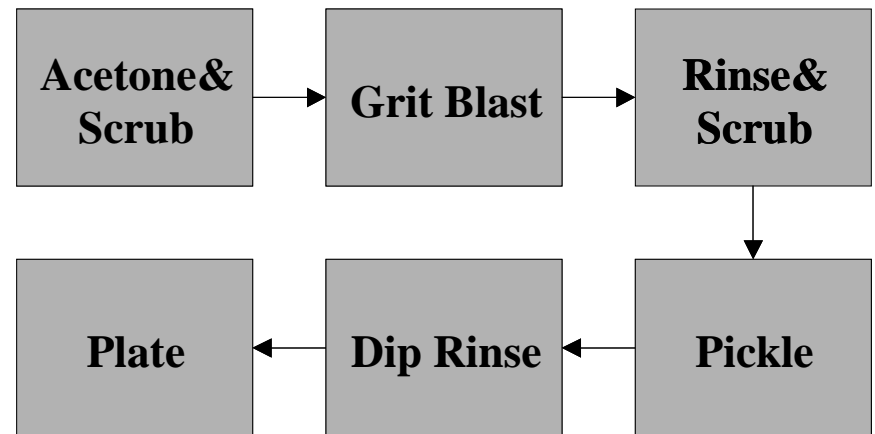 Acetone&
Scrub
Grit Blast
Rinse&
Scrub
Pickle
Dip Rinse
Plate